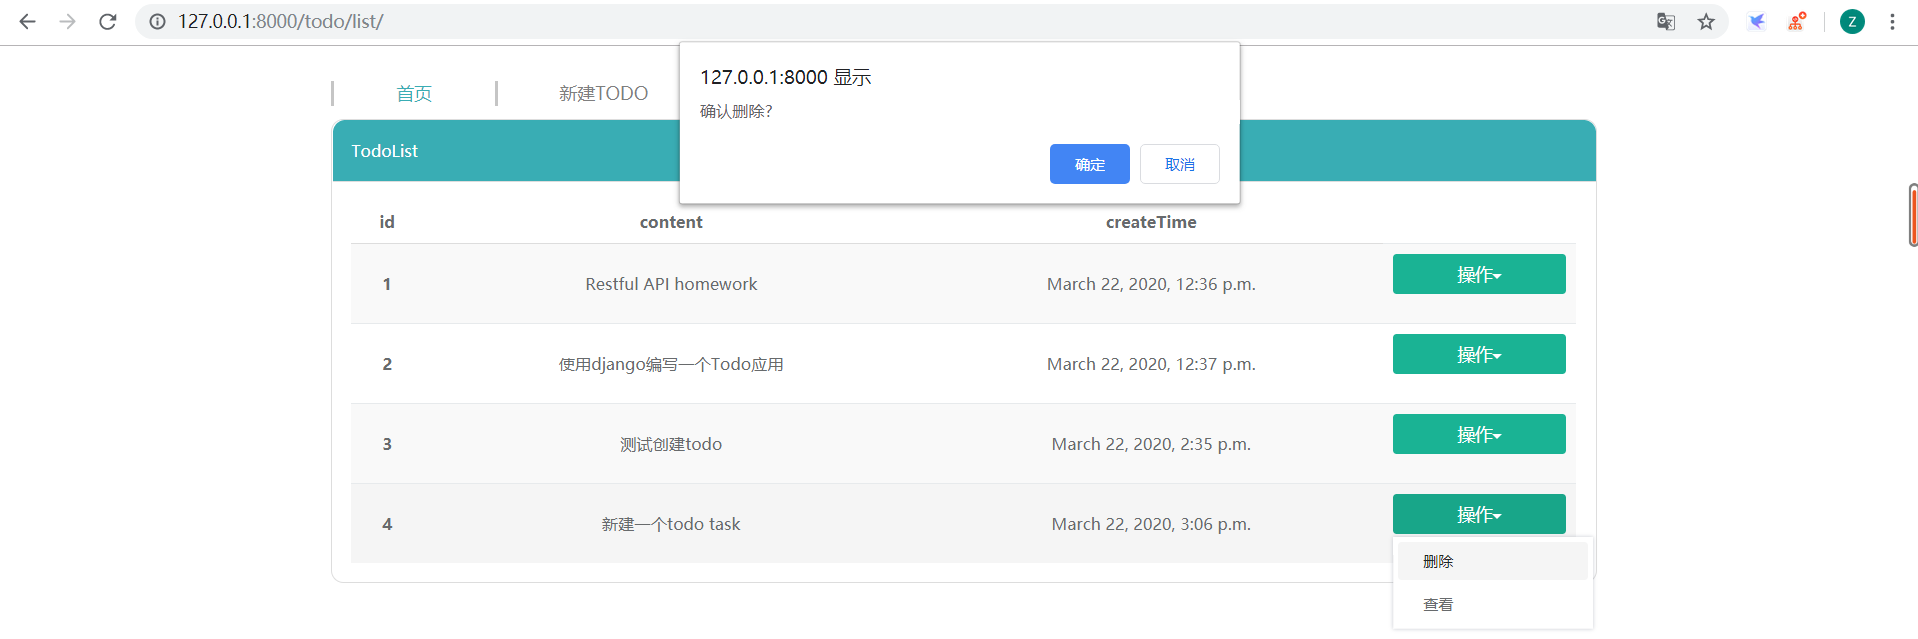 127.0.0.1:8000/todo/list/
Z
127.0.0.1:8000 显示
确认删除?
确定 取消
首页 新建TODO
TodoList
id content createTime
1 Restful API homework March 22, 2020, 12:36 p.m. 操作
2 使用django编写一个Todo应用 March 22, 2020, 12:37 p.m. 操作
3 测试创建todo March 22, 2020, 2:35 p.m. 操作
4 新建一个todo task March 22, 2020, 3:06 p.m. 操作
删除
查看